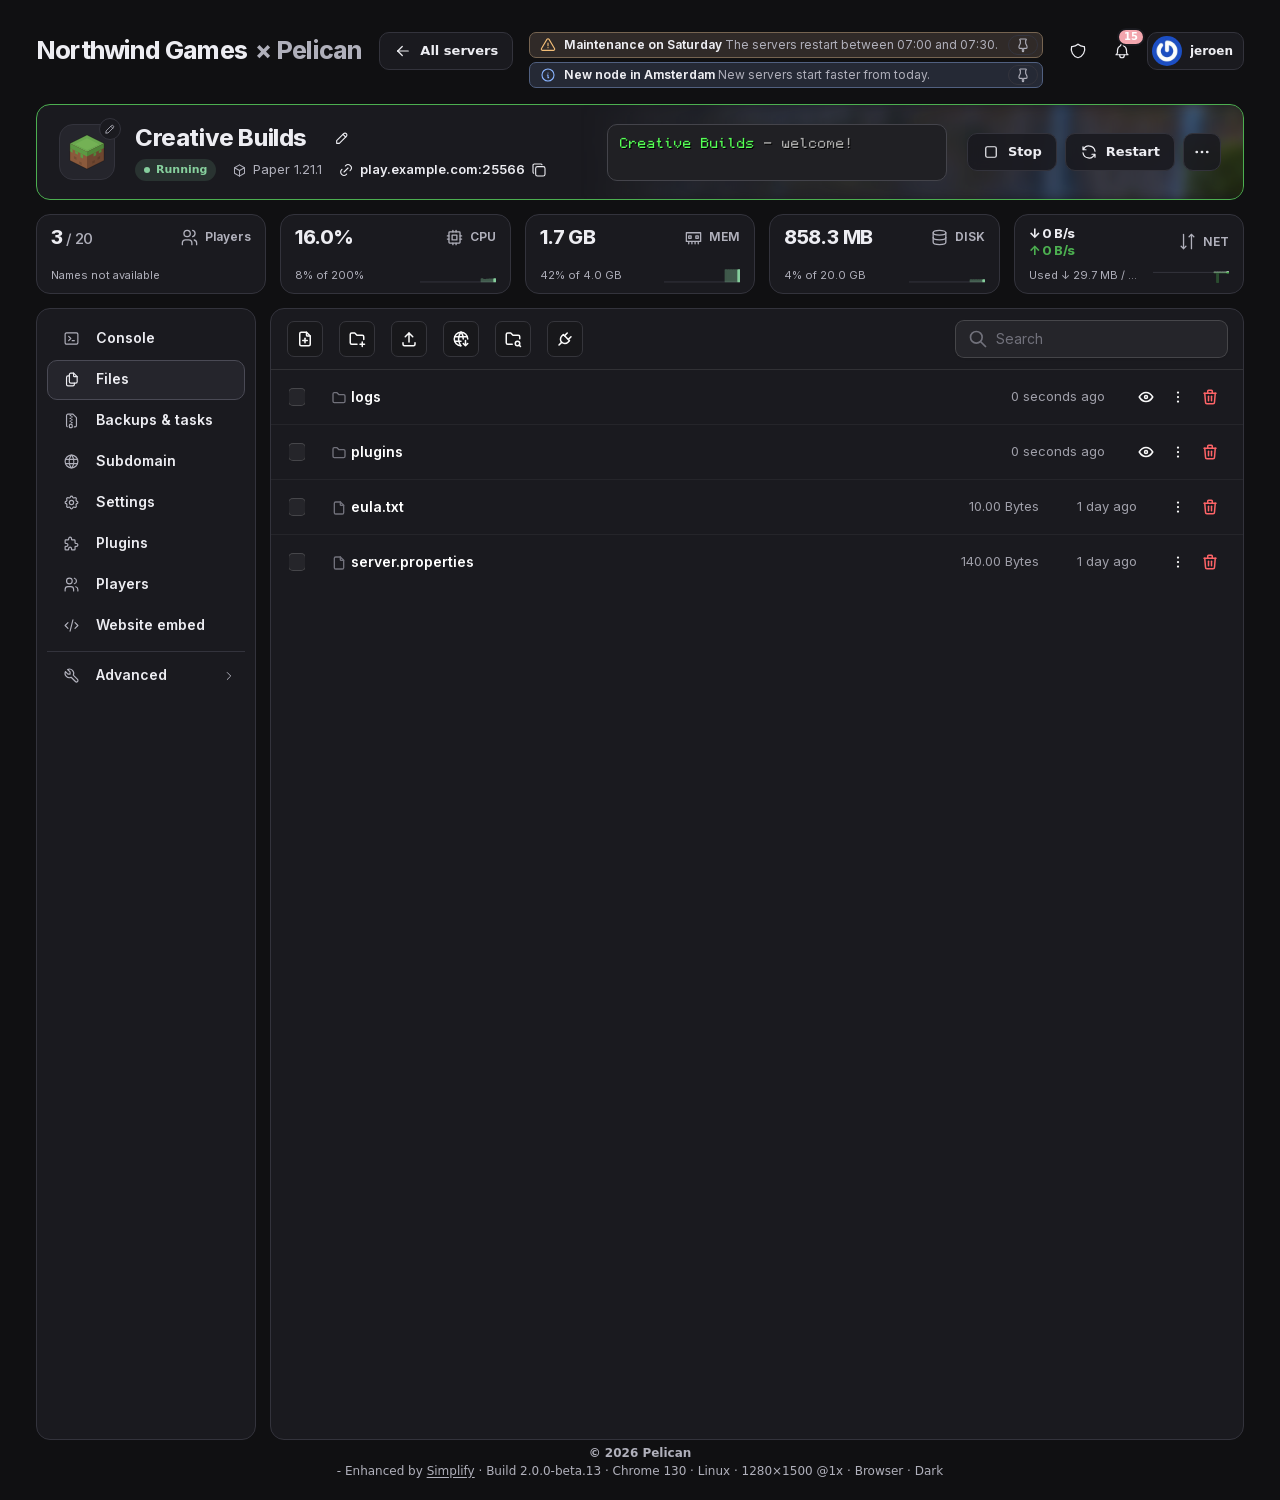 Northwind Games × Pelican
All servers
Maintenance on Saturday The servers restart between 07:00 and 07:30.
New node in Amsterdam New servers start faster from today.
15
jeroen
Creative Builds
Running
Paper 1.21.1
play.example.com:25566
Creative Builds – welcome!
Stop
Restart
3 / 20
Players
Names not available
16.0%
CPU
8% of 200%
1.7 GB
MEM
42% of 4.0 GB
858.3 MB
DISK
4% of 20.0 GB
↓ 0 B/s
↑ 0 B/s
NET
Used ↓ 29.7 MB / ...
Console
Files
Backups & tasks
Subdomain
Settings
Plugins
Players
Website embed
Advanced
Search
logs 0 seconds ago
plugins 0 seconds ago
eula.txt 10.00 Bytes 1 day ago
server.properties 140.00 Bytes 1 day ago
© 2026 Pelican
- Enhanced by Simplify · Build 2.0.0-beta.13 · Chrome 130 · Linux · 1280×1500 @1x · Browser · Dark